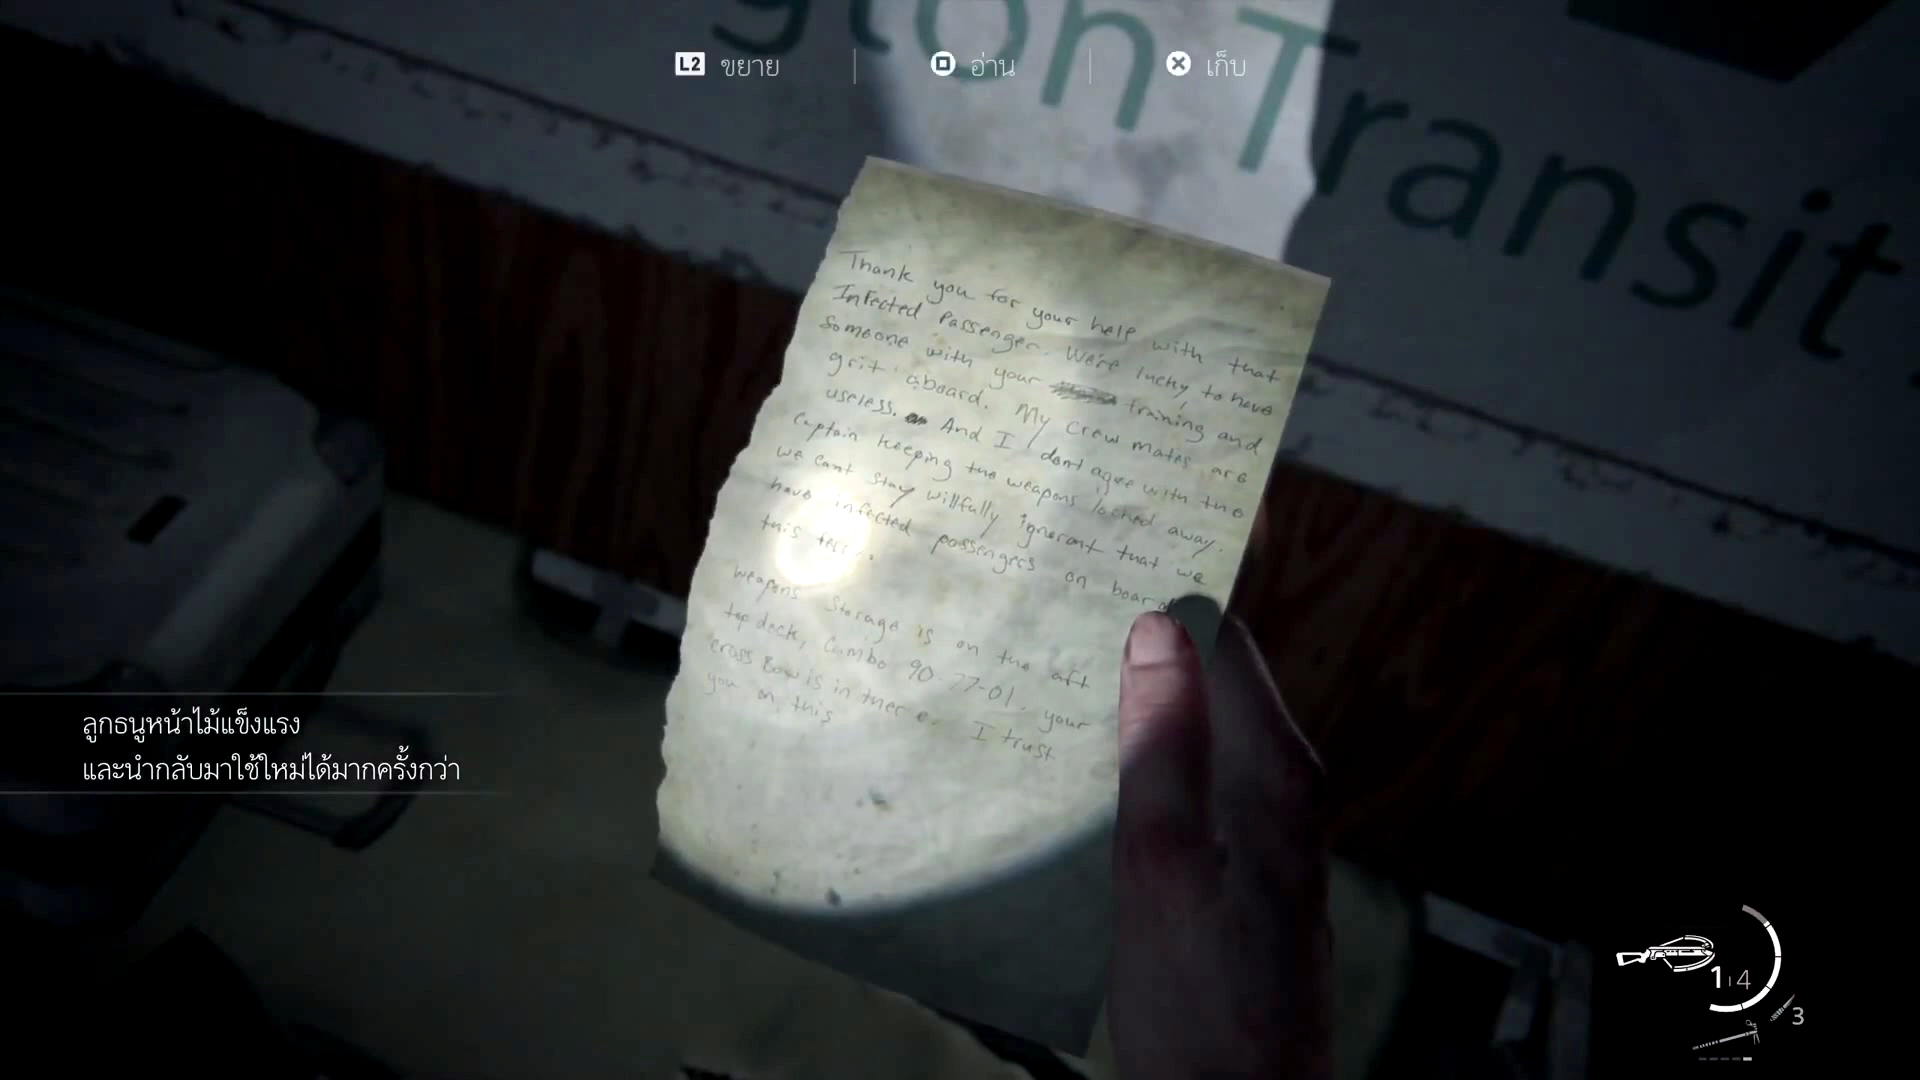 L2 ขยาย
อ่าน
เก็บ
gton Transit
Thank you for your help with that
Infected Passenger. We're lucky to have
someone with your training and
grit aboard. My crew mates are
useless. And I dont agree with the
Captain keeping the weapons locked away.
we cant stay willfully ignorant that we
have infected passengers on board
this
weapons storage is on the aft
top deck, Combo 90-77-01. your
cross Bow is in there. I trust
you on this
ลูกธนูหน้าไม้แข็งแรง
และนำกลับมาใช้ใหม่ได้มากครั้งกว่า
1 4
3